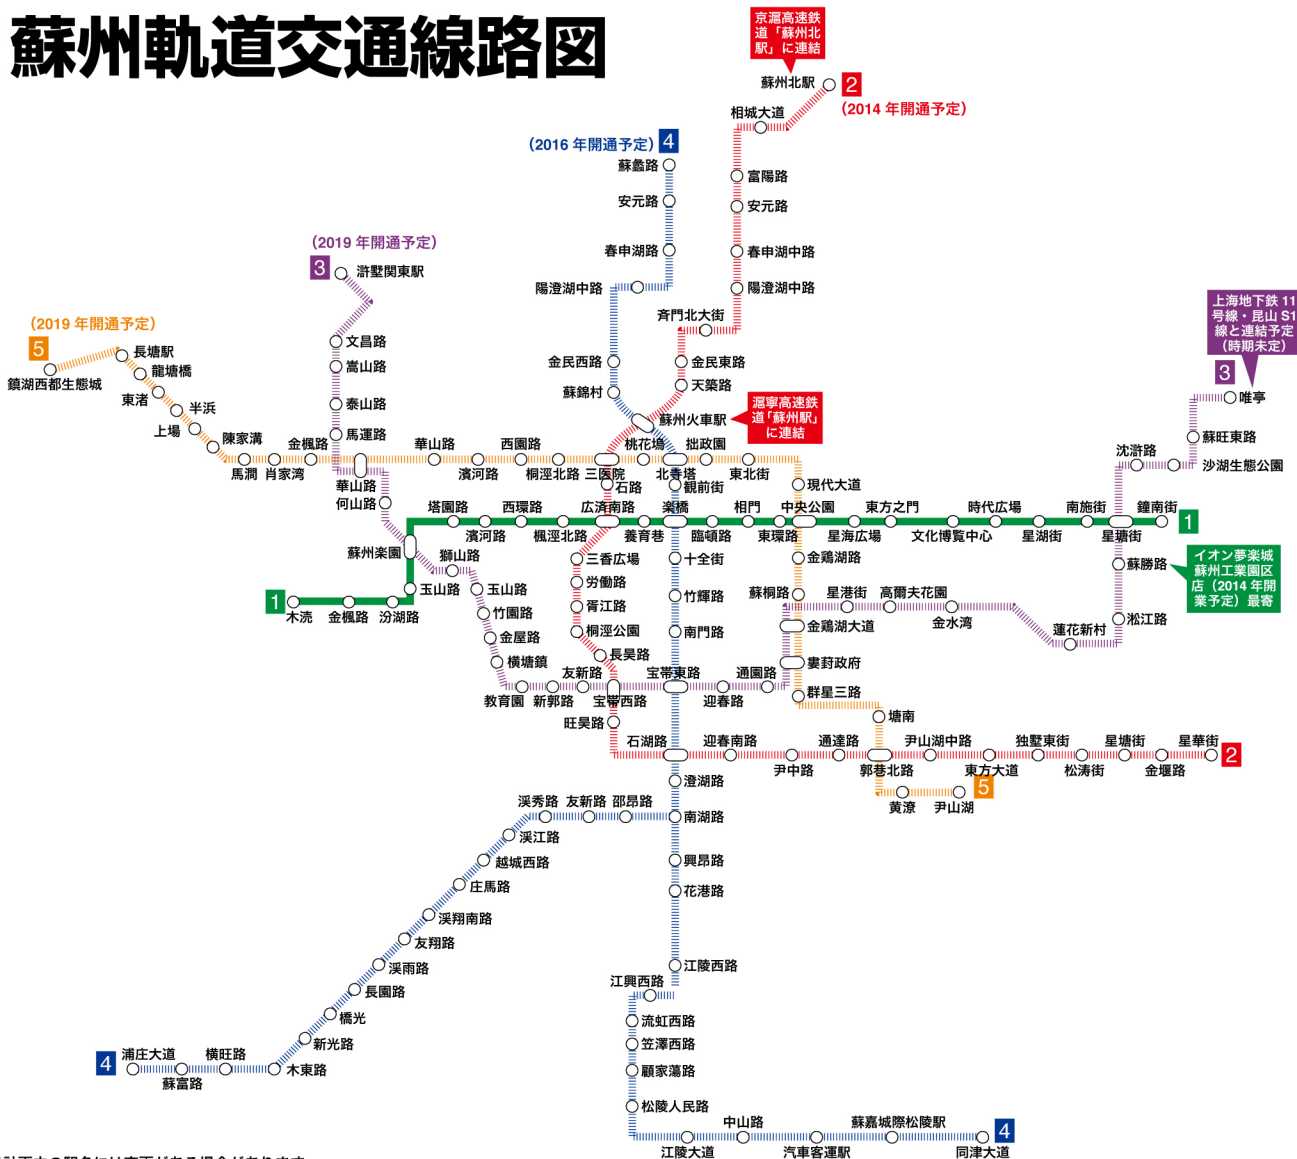 蘇州軌道交通線路図
京滬高速鉄
道「蘇州北
駅」に連結
蘇州北駅
2
(2014 年開通予定)
相城大道
富陽路
安元路
春申湖中路
陽澄湖中路
斉門北大街
金民東路
天築路
(2016 年開通予定)
4
蘇蠡路
安元路
春申湖路
陽澄湖中路
金民西路
蘇錦村
蘇州火車駅
滬寧高速鉄
道「蘇州駅」
に連結
(2019 年開通予定)
3
滸墅関東駅
文昌路
嵩山路
泰山路
馬運路
華山路
何山路
(2019 年開通予定)
5
鎮湖西都生態城
長塘駅
龍塘橋
東渚
半浜
上場
陳家溝
馬澗
肖家湾
金楓路
華山路
濱河路
西園路
桐涇北路
三医院
桃花塢
北寺塔
拙政園
東北街
現代大道
石路
観前街
上海地下鉄 11
号線・昆山 S1
線と連結予定
(時期未定)
3
唯亭
蘇旺東路
沙湖生態公園
沈滸路
塔園路
濱河路
西環路
楓涇北路
広済南路
養育巷
楽橋
臨頓路
相門
東環路
中央公園
星海広場
東方之門
文化博覧中心
時代広場
星湖街
南施街
星塘街
鐘南街
1
蘇州楽園
玉山路
汾湖路
金楓路
木涜
1
イオン夢楽城
蘇州工業園区
店(2014 年開
業予定)最寄
蘇勝路
淞江路
蓮花新村
金水湾
高爾夫花園
星港街
蘇桐路
金鶏湖路
金鶏湖大道
婁葑政府
群星三路
獅山路
玉山路
竹園路
金屋路
横塘鎮
教育園
新郭路
友新路
宝帯西路
宝帯東路
迎春路
通園路
三香広場
労働路
胥江路
桐涇公園
長昊路
旺昊路
十全街
竹輝路
南門路
石湖路
迎春南路
尹中路
通達路
郭巷北路
尹山湖中路
東方大道
独墅東街
松涛街
星塘街
金堰路
星華街
2
塘南
黄潦
尹山湖
5
澄湖路
南湖路
興昂路
花港路
江陵西路
江興西路
流虹西路
笠澤西路
顧家蕩路
松陵人民路
江陵大道
中山路
汽車客運駅
蘇嘉城際松陵駅
同津大道
4
邵昂路
友新路
渓秀路
渓江路
越城西路
庄馬路
渓翔南路
友翔路
渓雨路
長園路
橋光
新光路
木東路
横旺路
蘇富路
浦庄大道
4